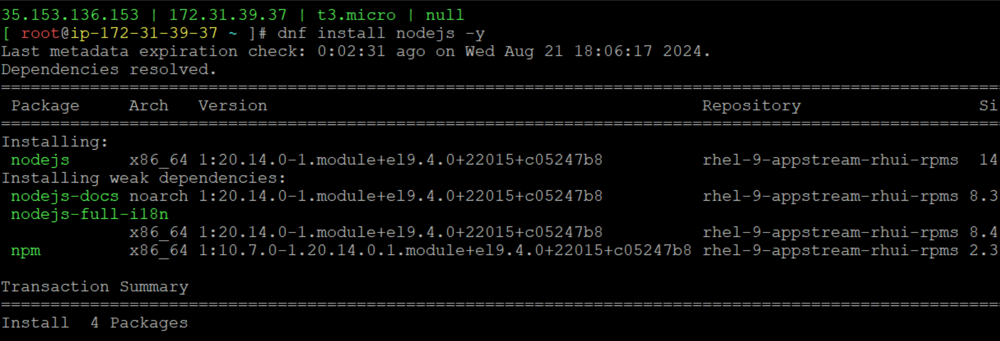 35.153.136.153 | 172.31.39.37 | t3.micro | null
[ root@ip-172-31-39-37 ~ ]# dnf install nodejs -y
Last metadata expiration check: 0:02:31 ago on Wed Aug 21 18:06:17 2024.
Dependencies resolved.
================================================================================
Package Arch Version Repository Si
================================================================================
Installing:
nodejs x86_64 1:20.14.0-1.module+el9.4.0+22015+c05247b8 rhel-9-appstream-rhui-rpms 14
Installing weak dependencies:
nodejs-docs noarch 1:20.14.0-1.module+el9.4.0+22015+c05247b8 rhel-9-appstream-rhui-rpms 8.3
nodejs-full-i18n
x86_64 1:20.14.0-1.module+el9.4.0+22015+c05247b8 rhel-9-appstream-rhui-rpms 8.4
npm x86_64 1:10.7.0-1.20.14.0.1.module+el9.4.0+22015+c05247b8 rhel-9-appstream-rhui-rpms 2.3
Transaction Summary
================================================================================
Install 4 Packages